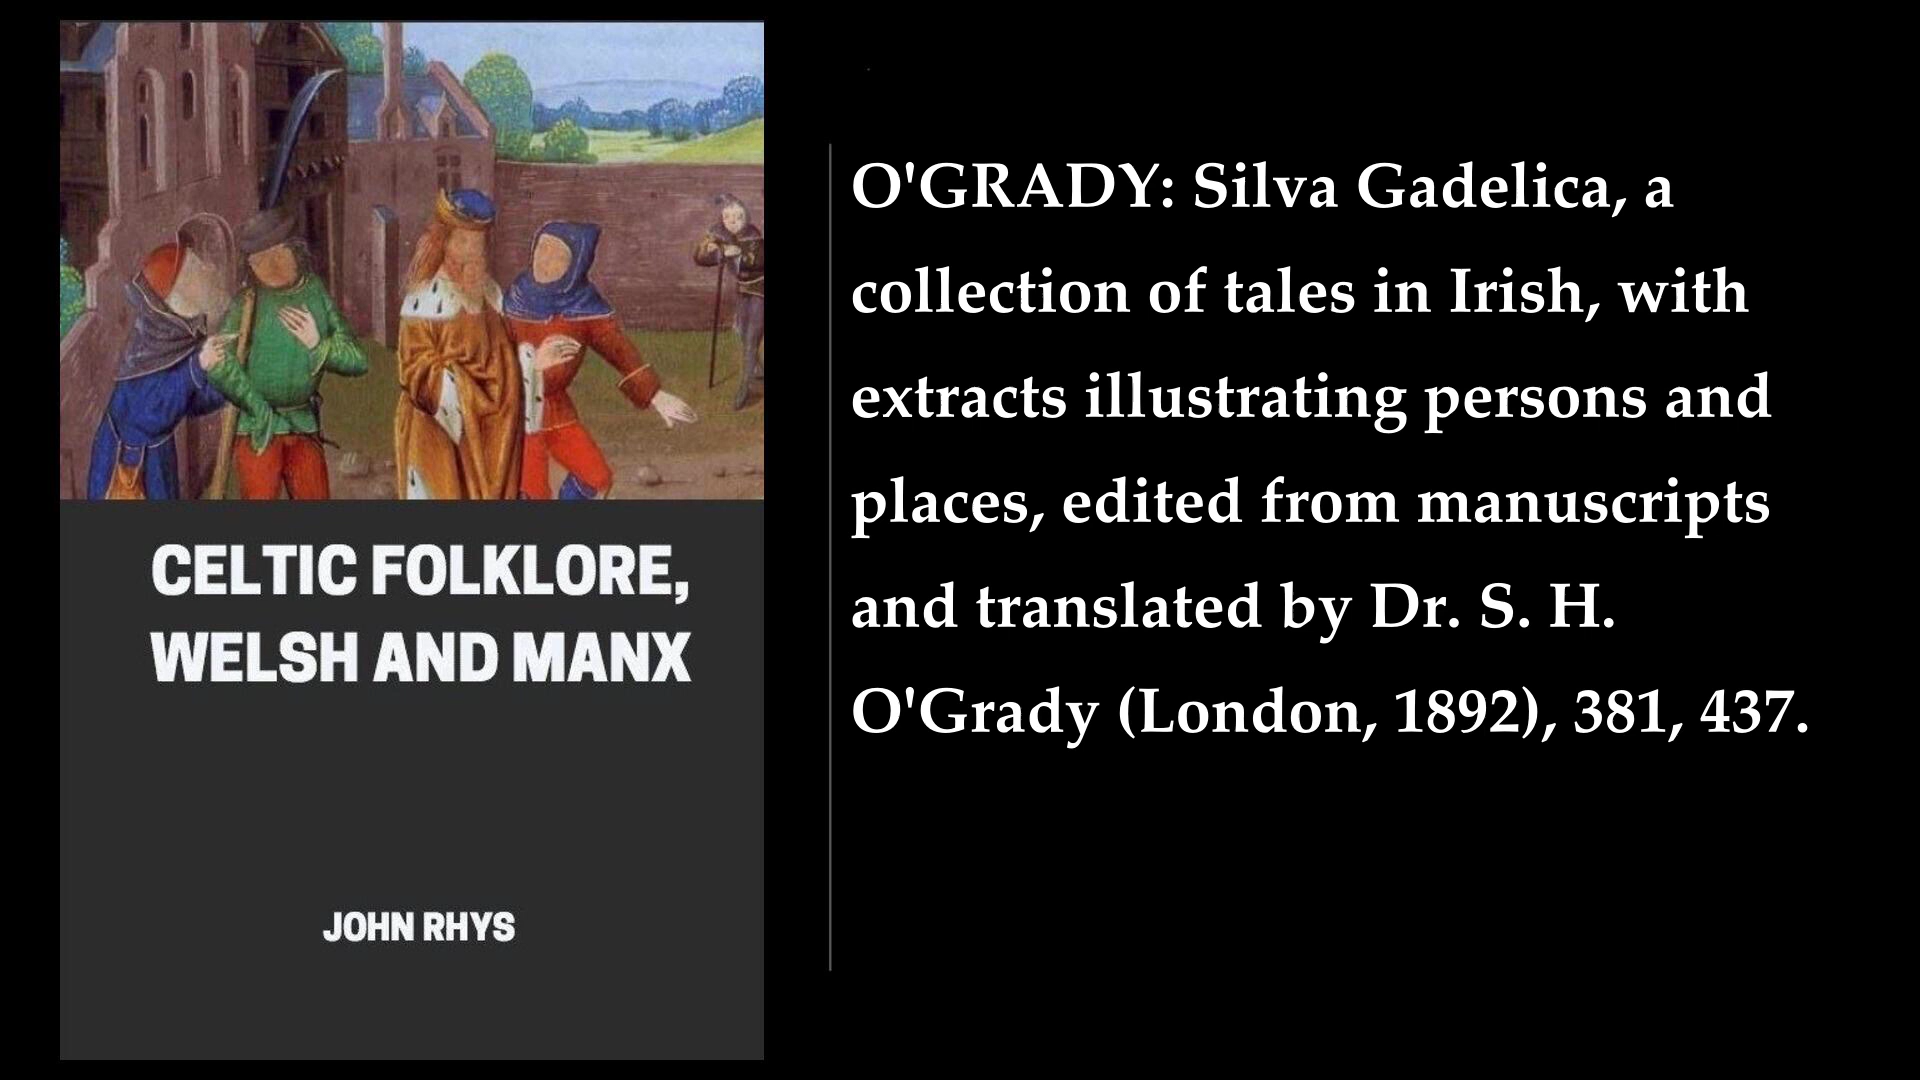 CELTIC FOLKLORE,
WELSH AND MANX
JOHN RHYS
O'GRADY: Silva Gadelica, a
collection of tales in Irish, with
extracts illustrating persons and
places, edited from manuscripts
and translated by Dr. S. H.
O'Grady (London, 1892), 381, 437.